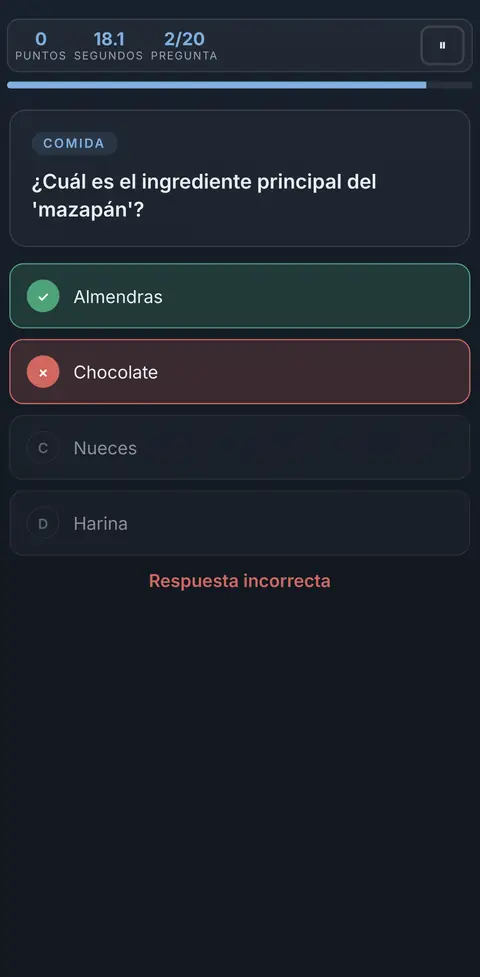 0 18.1 2/20
PUNTOS SEGUNDOS PREGUNTA
COMIDA
¿Cuál es el ingrediente principal del
'mazapán'?
Almendras
Chocolate
C Nueces
D Harina
Respuesta incorrecta